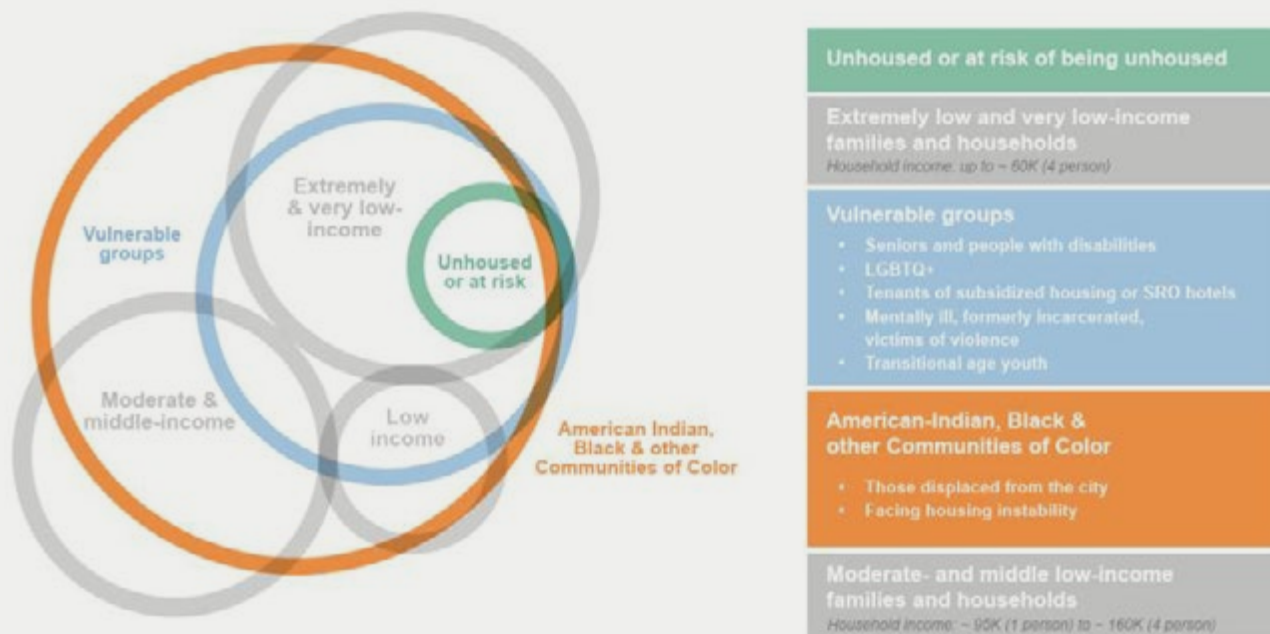 Extremely
& very low-
income
Vulnerable
groups
Unhoused
or at risk
Moderate &
middle-income
Low
income
American Indian,
Black & other
Communities of Color
Unhoused or at risk of being unhoused
Extremely low and very low-income
families and households
Household income: up to ~ 60K (4 person)
Vulnerable groups
• Seniors and people with disabilities
• LGBTQ+
• Tenants of subsidized housing or SRO hotels
• Mentally ill, formerly incarcerated,
victims of violence
• Transitional age youth
American-Indian, Black &
other Communities of Color
• Those displaced from the city
• Facing housing instability
Moderate- and middle low-income
families and households
Household income: ~ 95K (1 person) to ~ 160K (4 person)